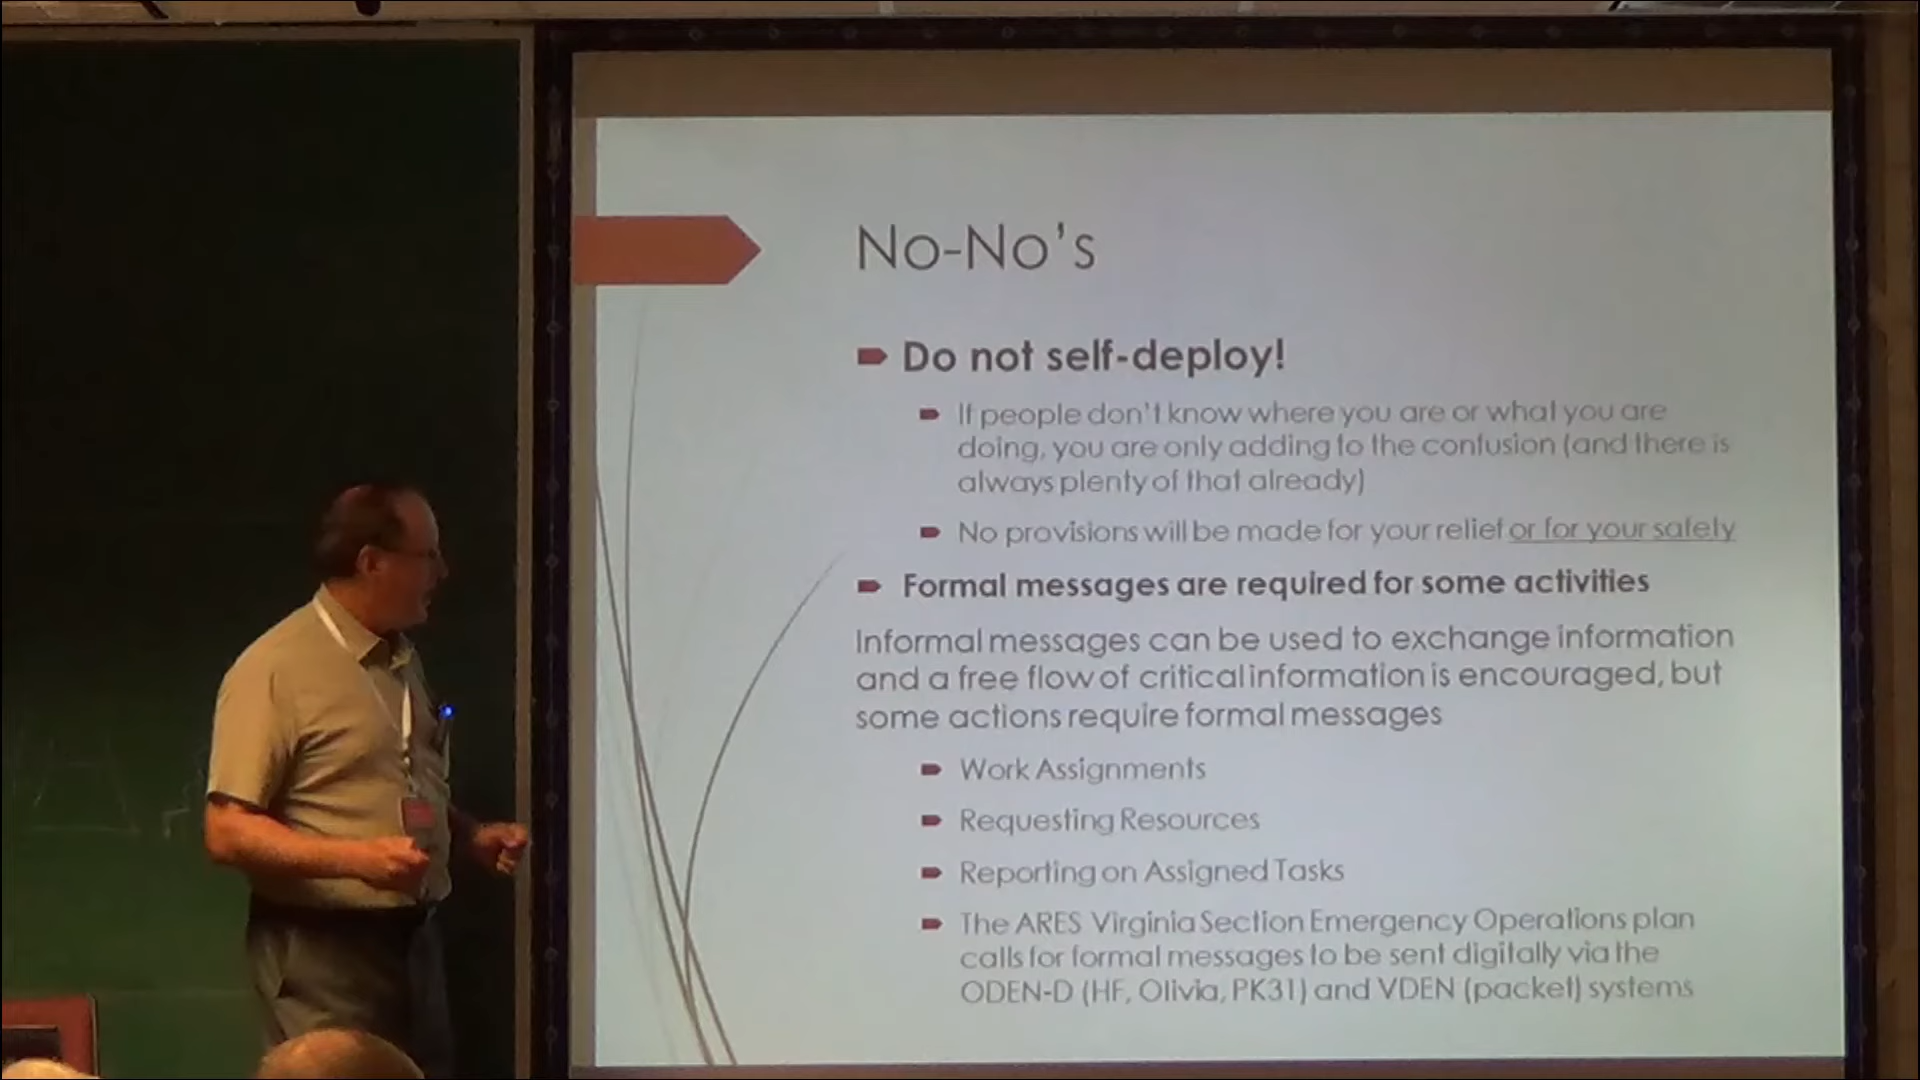 No-No's
Do not self-deploy!
If people don't know where you are or what you are
doing, you are only adding to the confusion (and there is
always plenty of that already)
No provisions will be made for your relief or for your safety
Formal messages are required for some activities
Informal messages can be used to exchange information
and a free flow of critical information is encouraged, but
some actions require formal messages
Work Assignments
Requesting Resources
Reporting on Assigned Tasks
The ARES Virginia Section Emergency Operations plan
calls for formal messages to be sent digitally via the
ODEN-D (HF, Olivia, PK31) and VDEN (packet) systems